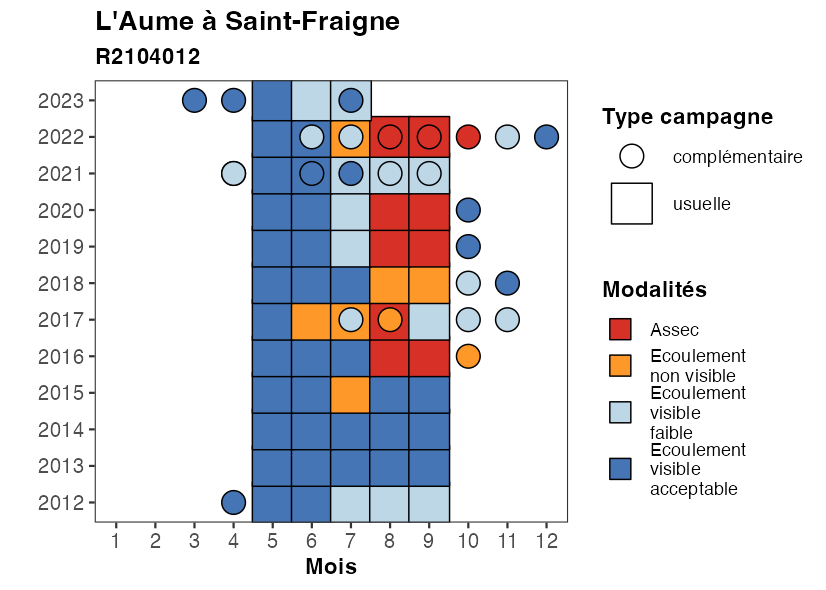 L'Aume à Saint-Fraigne
R2104012
2023
2022
2021
2020
2019
2018
2017
2016
2015
2014
2013
2012
1 2 3 4 5 6 7 8 9 10 11 12
Mois
Type campagne
complémentaire
usuelle
Modalités
Assec
Ecoulement
non visible
Ecoulement
visible
faible
Ecoulement
visible
acceptable